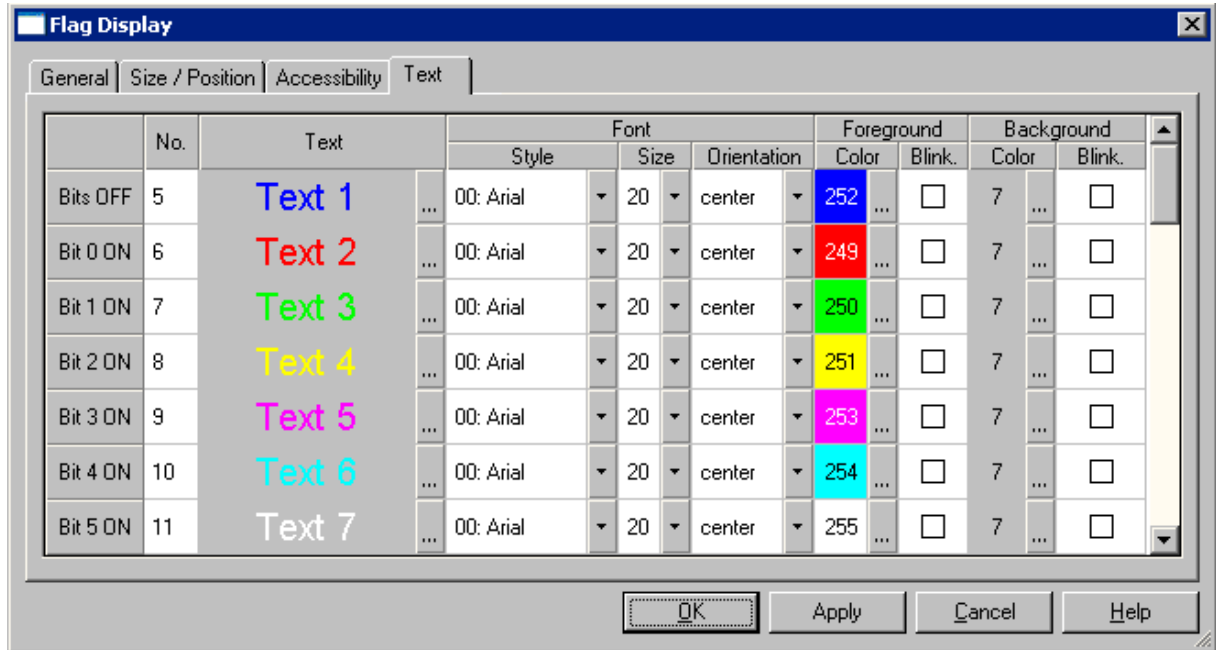 Flag Display
General Size / Position Accessibility Text
No. Text Font Foreground Background
Style Size Orientation Color Blink. Color Blink.
Bits OFF 5 Text 1 ... 00: Arial 20 center 252 ... 7 ...
Bit 0 ON 6 Text 2 ... 00: Arial 20 center 249 ... 7 ...
Bit 1 ON 7 Text 3 ... 00: Arial 20 center 250 ... 7 ...
Bit 2 ON 8 Text 4 ... 00: Arial 20 center 251 ... 7 ...
Bit 3 ON 9 Text 5 ... 00: Arial 20 center 253 ... 7 ...
Bit 4 ON 10 Text 6 ... 00: Arial 20 center 254 ... 7 ...
Bit 5 ON 11 Text 7 ... 00: Arial 20 center 255 ... 7 ...
OK Apply Cancel Help